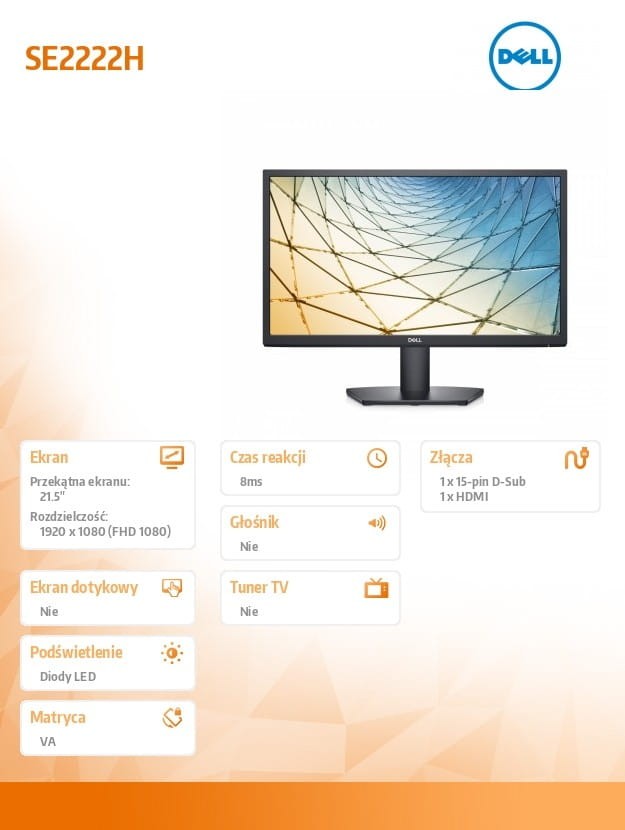 SE2222H
DELL
DELL
Ekran
Przekątna ekranu:
21.5"
Rozdzielczość:
1920 x 1080 (FHD 1080)
Czas reakcji
8ms
Złącza
1 x 15-pin D-Sub
1 x HDMI
Głośnik
Nie
Ekran dotykowy
Nie
Tuner TV
Nie
Podświetlenie
Diody LED
Matryca
VA